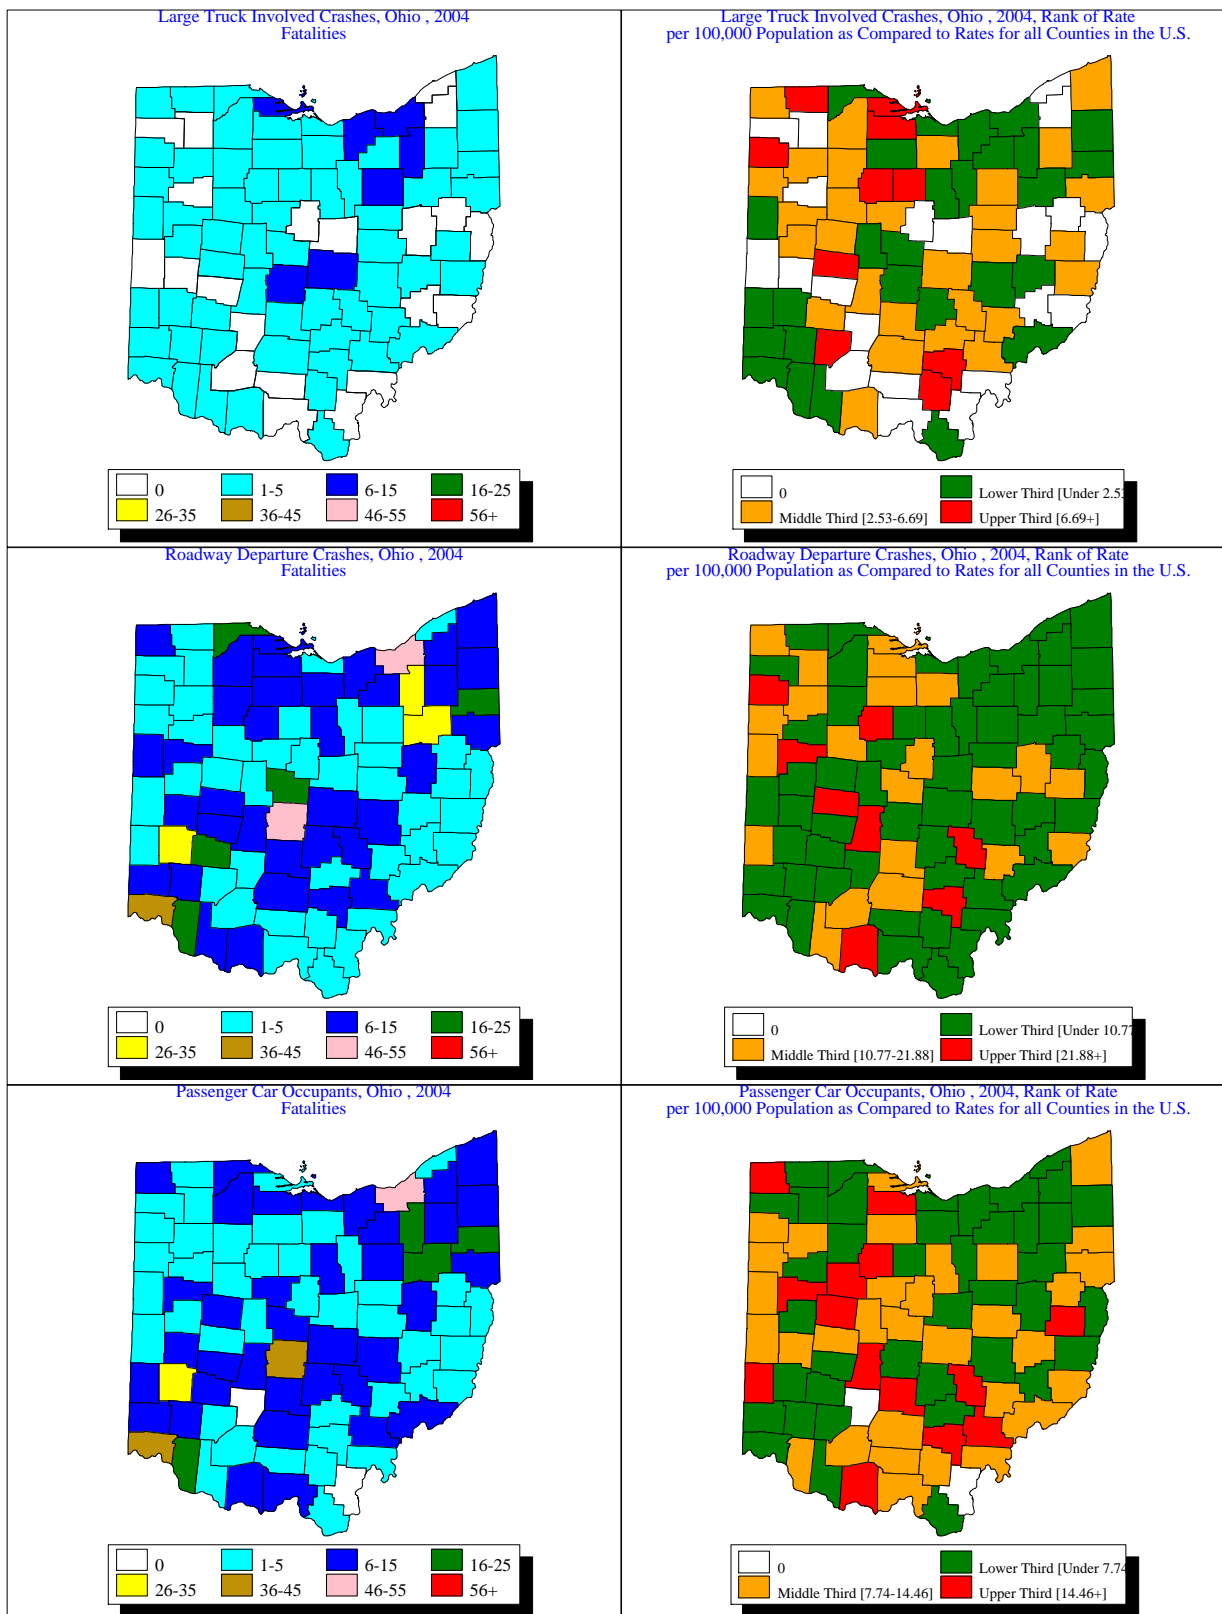 Large Truck Involved Crashes, Ohio , 2004
Fatalities
0
1-5
6-15
16-25
26-35
36-45
46-55
56+
Large Truck Involved Crashes, Ohio , 2004, Rank of Rate
per 100,000 Population as Compared to Rates for all Counties in the U.S.
0
Lower Third [Under 2.53
Middle Third [2.53-6.69]
Upper Third [6.69+]
Roadway Departure Crashes, Ohio , 2004
Fatalities
0
1-5
6-15
16-25
26-35
36-45
46-55
56+
Roadway Departure Crashes, Ohio , 2004, Rank of Rate
per 100,000 Population as Compared to Rates for all Counties in the U.S.
0
Lower Third [Under 10.77
Middle Third [10.77-21.88]
Upper Third [21.88+]
Passenger Car Occupants, Ohio , 2004
Fatalities
0
1-5
6-15
16-25
26-35
36-45
46-55
56+
Passenger Car Occupants, Ohio , 2004, Rank of Rate
per 100,000 Population as Compared to Rates for all Counties in the U.S.
0
Lower Third [Under 7.74
Middle Third [7.74-14.46]
Upper Third [14.46+]